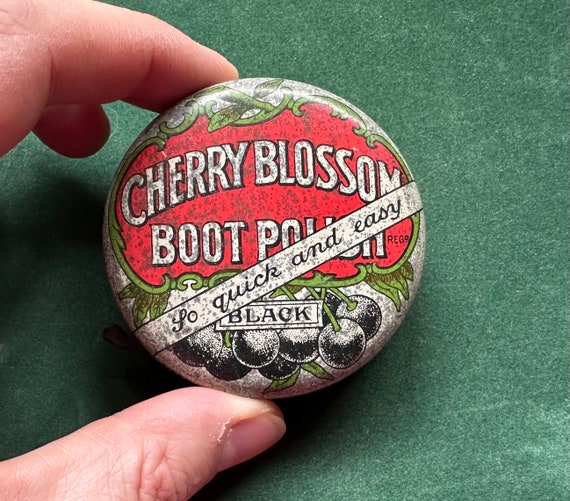 CHERRY BLOSSOM
BOOT POLISH
REGD
So quick and easy
BLACK